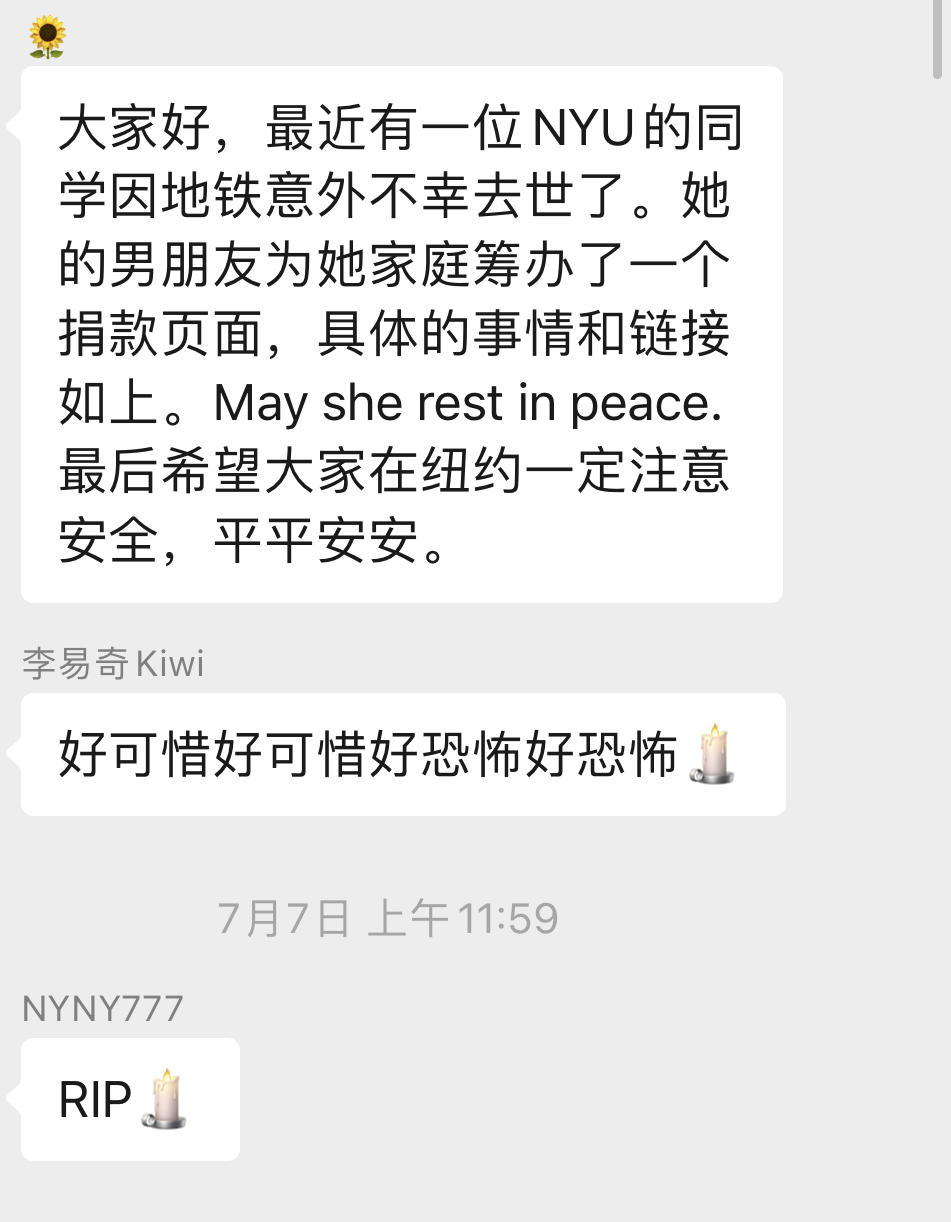 🌻
大家好，最近有一位NYU的同
学因地铁意外不幸去世了。她
的男朋友为她家庭筹办了一个
捐款页面，具体的事情和链接
如上。May she rest in peace.
最后希望大家在纽约一定注意
安全，平平安安。
李易奇Kiwi
好可惜好可惜好恐怖好恐怖🕯️
7月7日 上午11:59
NYNY777
RIP🕯️